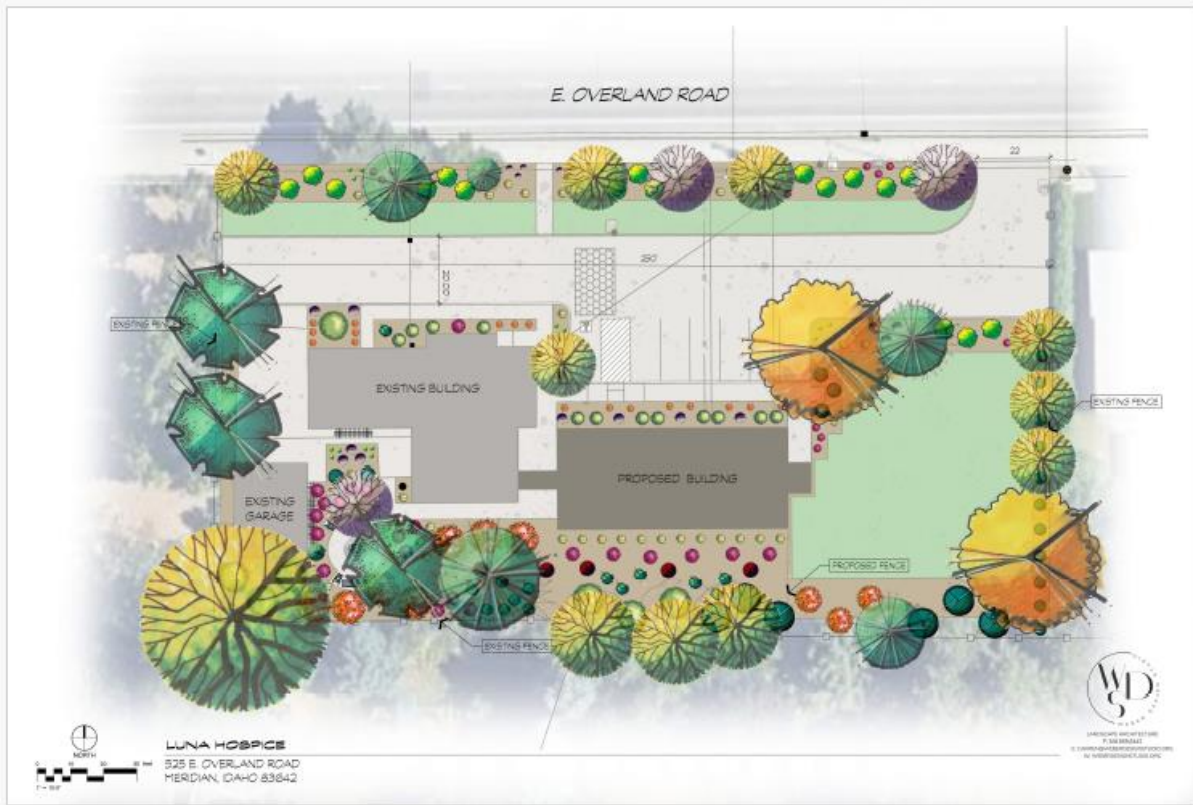 E. OVERLAND ROAD
22
250
EXISTING FENCE
EXISTING BUILDING
EXISTING FENCE
PROPOSED BUILDING
EXISTING
GARAGE
PROPOSED FENCE
EXISTING FENCE
WSD
NORTH
LUNA HOSPICE
525 E. OVERLAND ROAD
MERIDIAN, IDAHO 83642
LANDSCAPE ARCHITECTURE